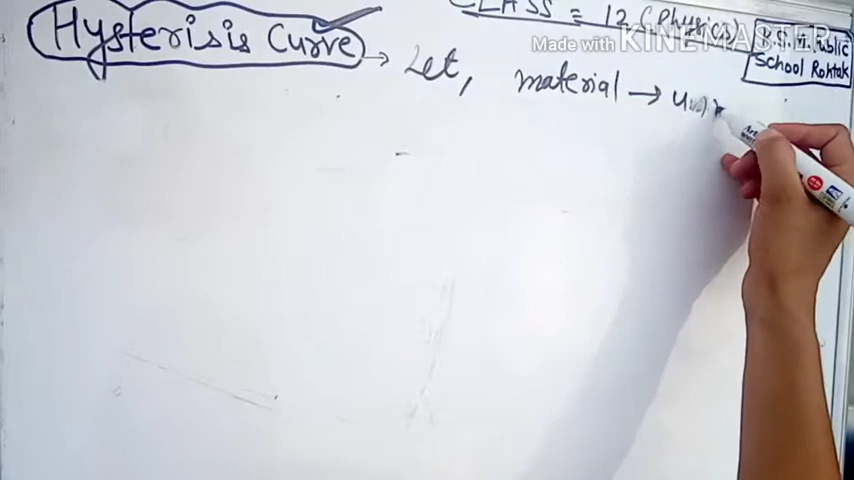 CLASS = 12 (Physics)
Made with KINEMASTER
Public
School Rohtak
Hysterisis Curve → Let, material →